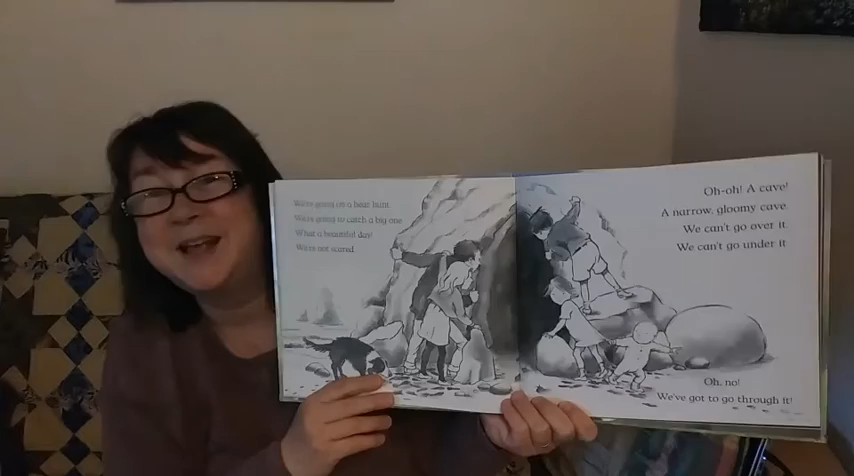 We're going on a bear hunt.
We're going to catch a big one.
What a beautiful day!
We're not scared.
Oh-oh! A cave!
A narrow, gloomy cave.
We can't go over it.
We can't go under it.
Oh, no!
We've got to go through it!